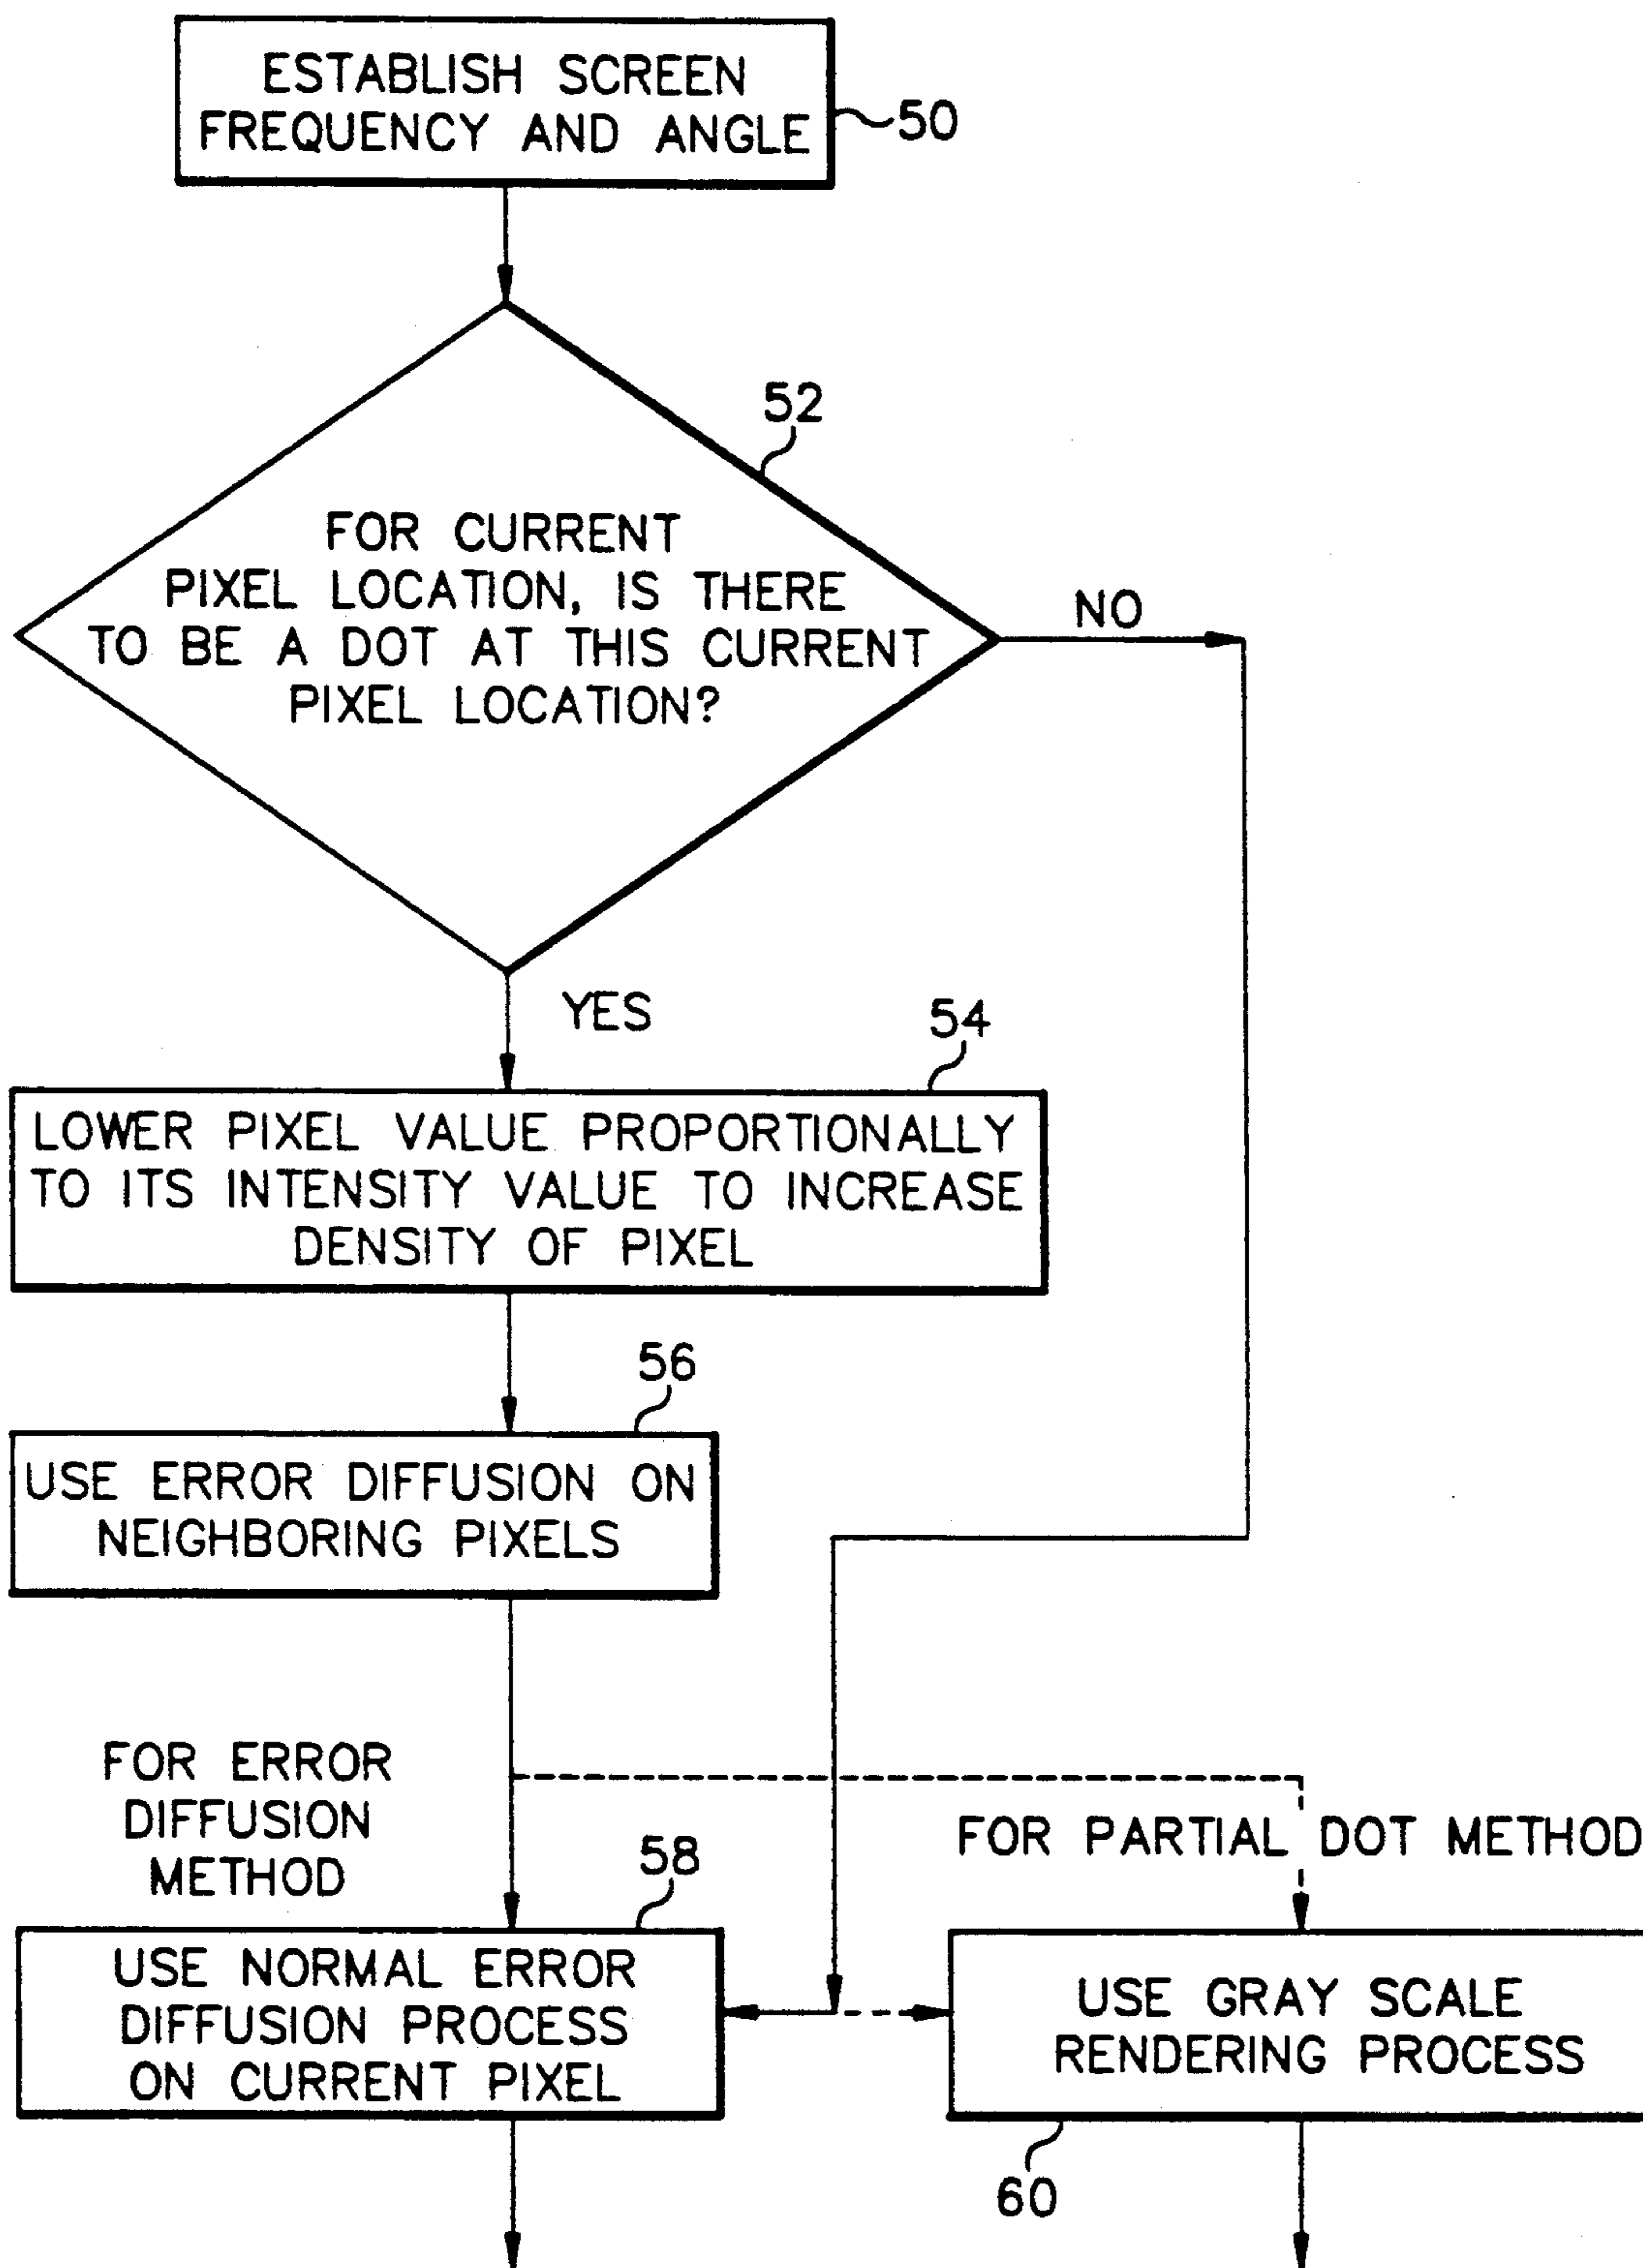 ESTABLISH SCREEN
FREQUENCY AND ANGLE
50
52
FOR CURRENT
PIXEL LOCATION, IS THERE
TO BE A DOT AT THIS CURRENT
PIXEL LOCATION?
NO
YES
54
LOWER PIXEL VALUE PROPORTIONALLY
TO ITS INTENSITY VALUE TO INCREASE
DENSITY OF PIXEL
56
USE ERROR DIFFUSION ON
NEIGHBORING PIXELS
FOR ERROR
DIFFUSION
METHOD
FOR PARTIAL DOT METHOD
58
USE NORMAL ERROR
DIFFUSION PROCESS
ON CURRENT PIXEL
USE GRAY SCALE
RENDERING PROCESS
60